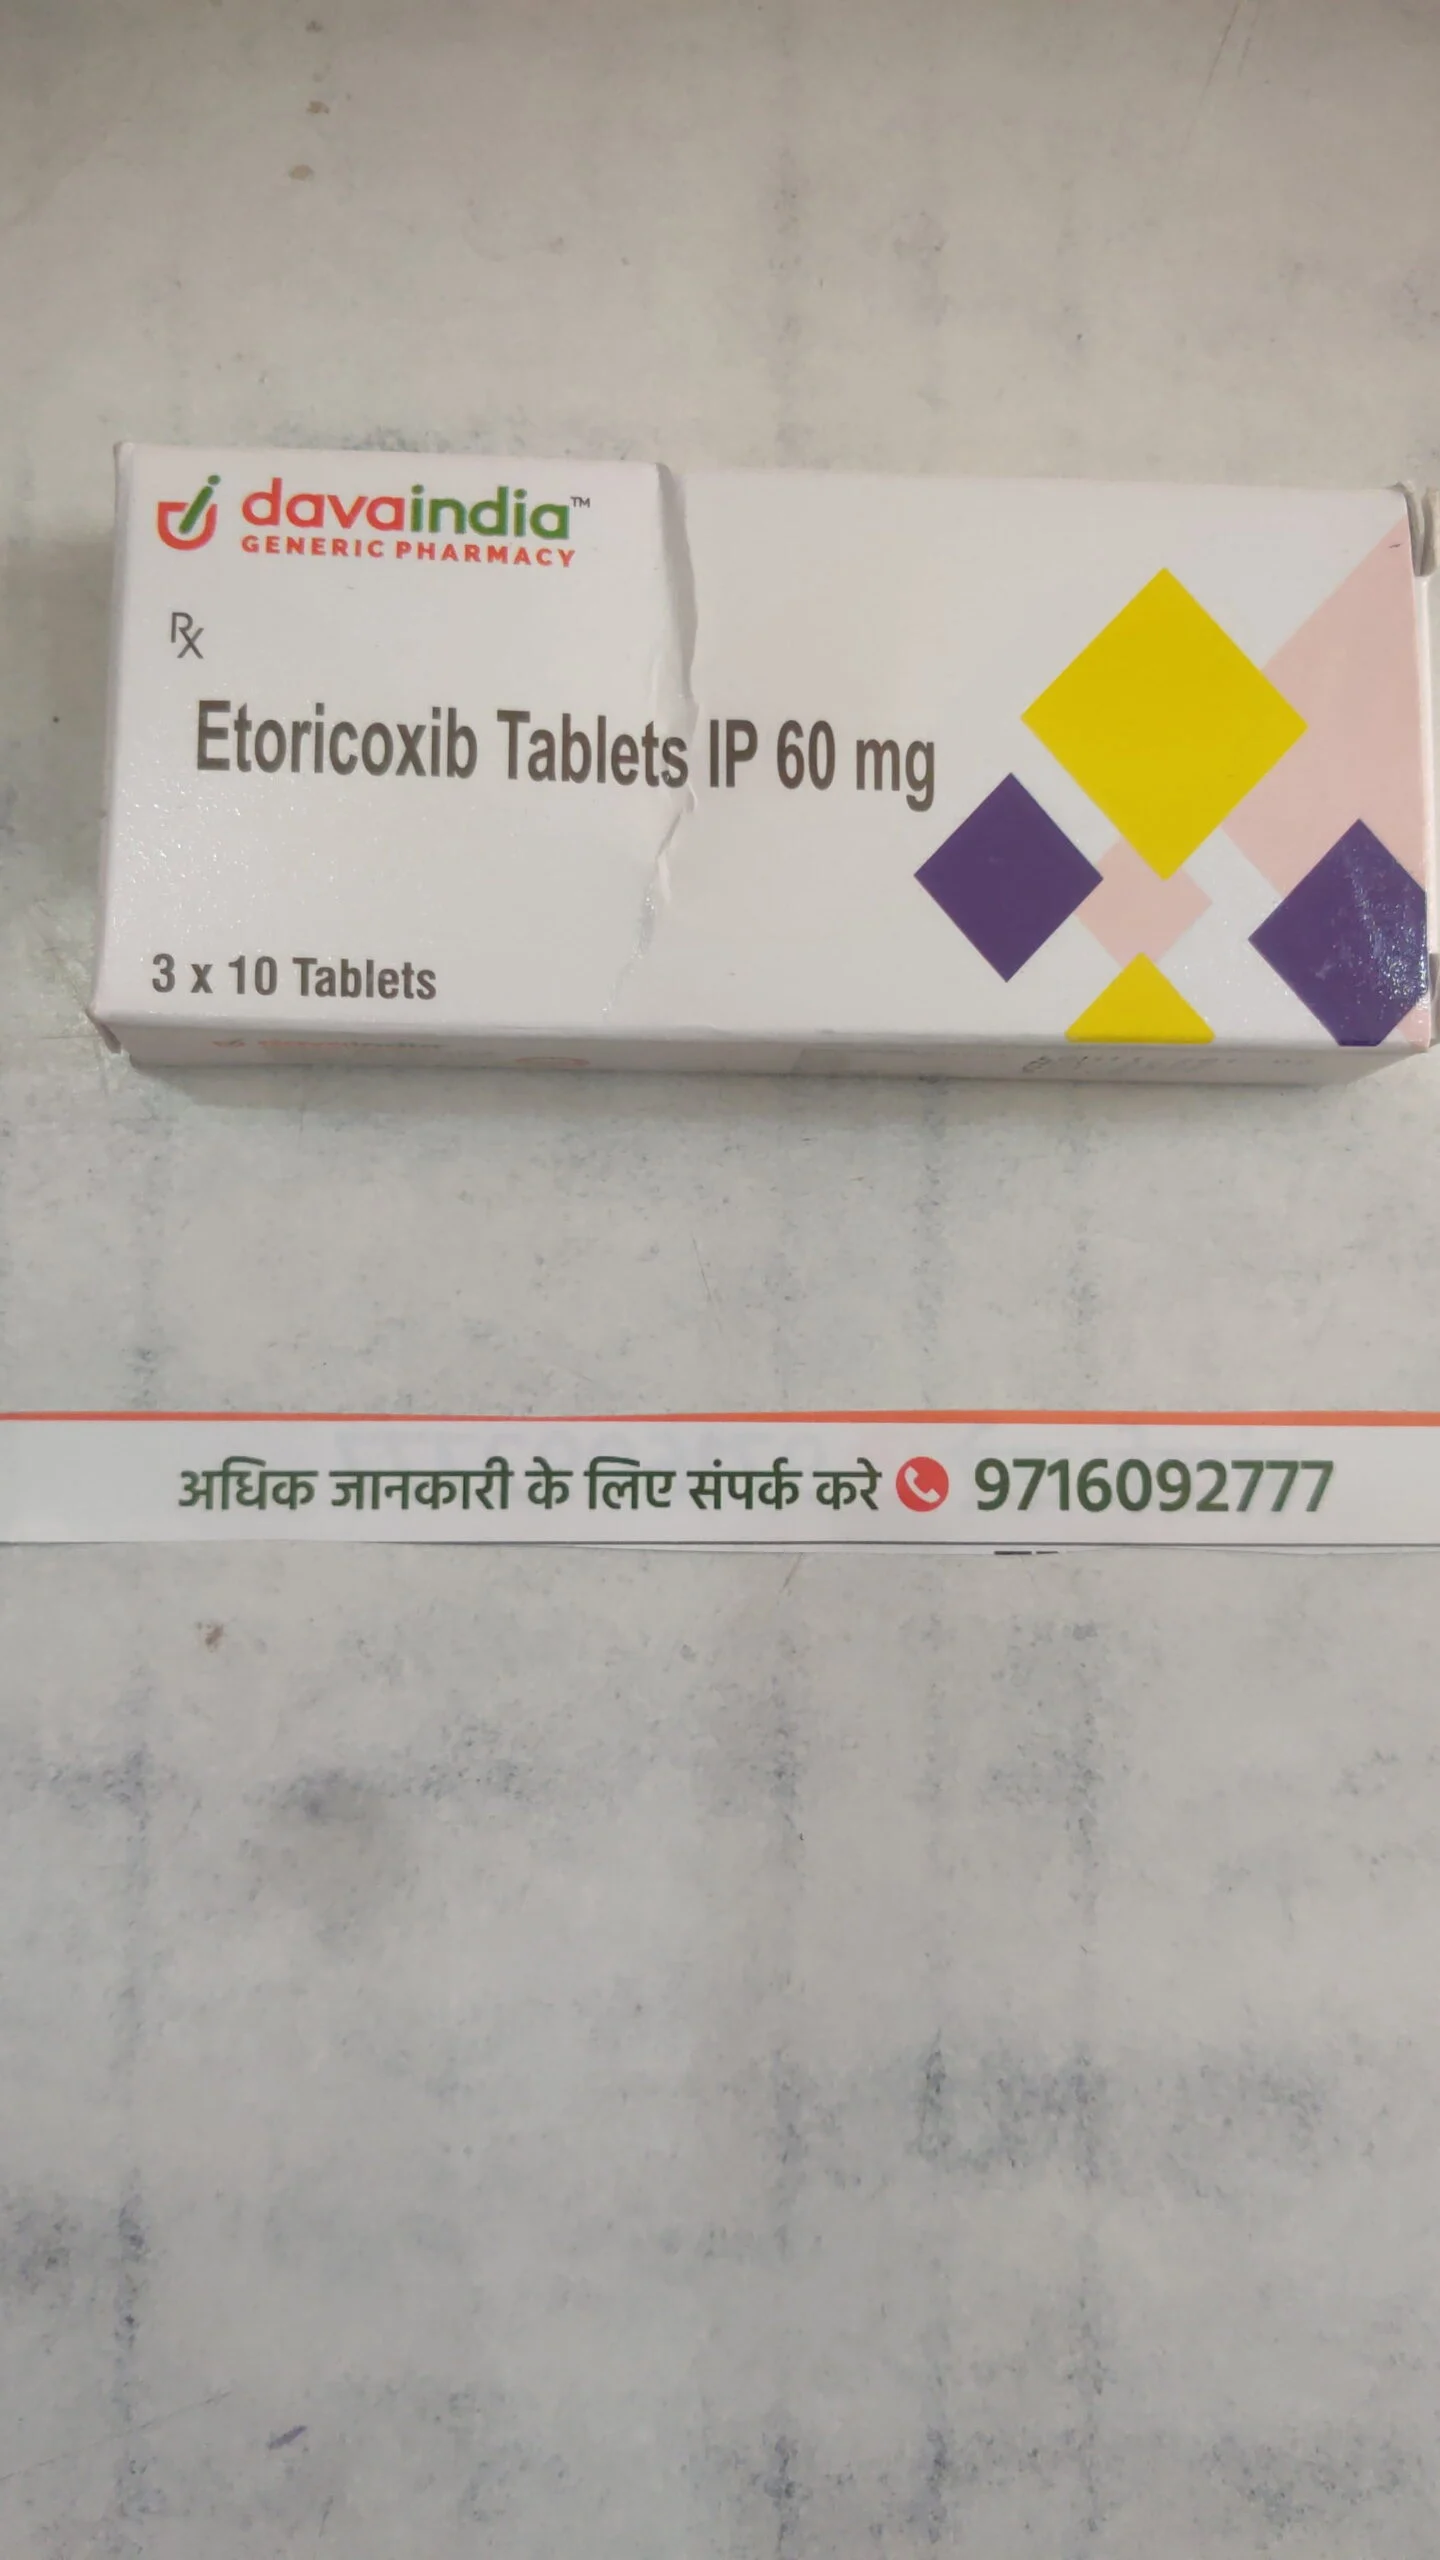 davaindia™
GENERIC PHARMACY
Rx
Etoricoxib Tablets IP 60 mg
3 x 10 Tablets
अधिक जानकारी के लिए संपर्क करे 9716092777